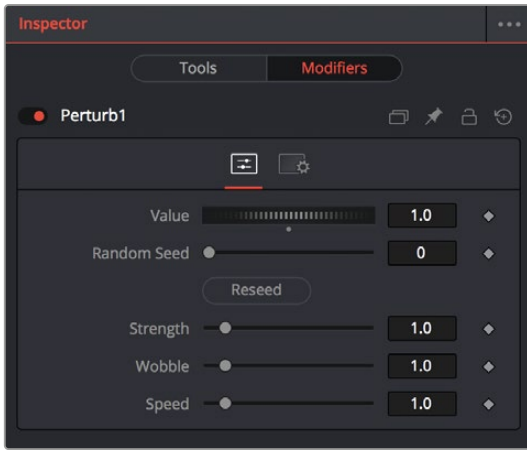 Inspector
Tools Modifiers
Perturb1
Value 1.0
Random Seed 0
Reseed
Strength 1.0
Wobble 1.0
Speed 1.0